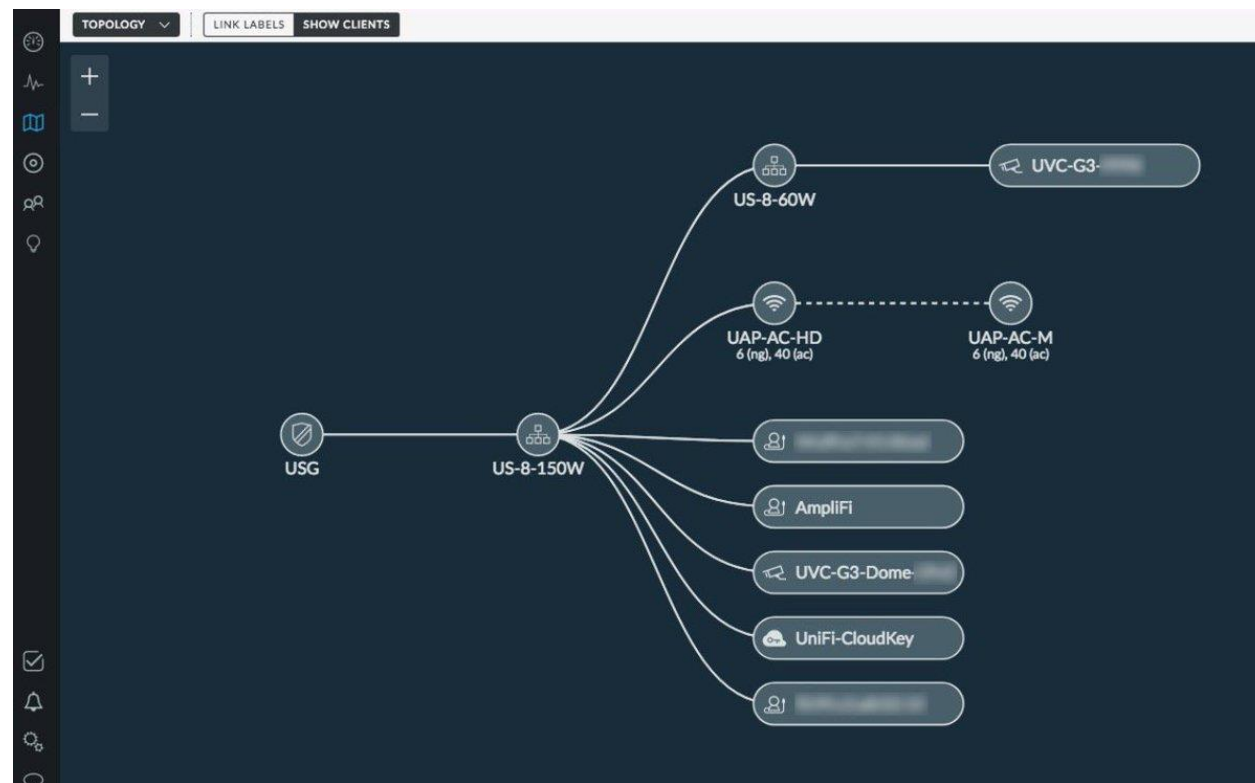 TOPOLOGY
LINK LABELS SHOW CLIENTS
US-8-60W
UVC-G3-
UAP-AC-HD
6 (ng), 40 (ac)
UAP-AC-M
6 (ng), 40 (ac)
USG
US-8-150W
AmpliFi
UVC-G3-Dome-
UniFi-CloudKey